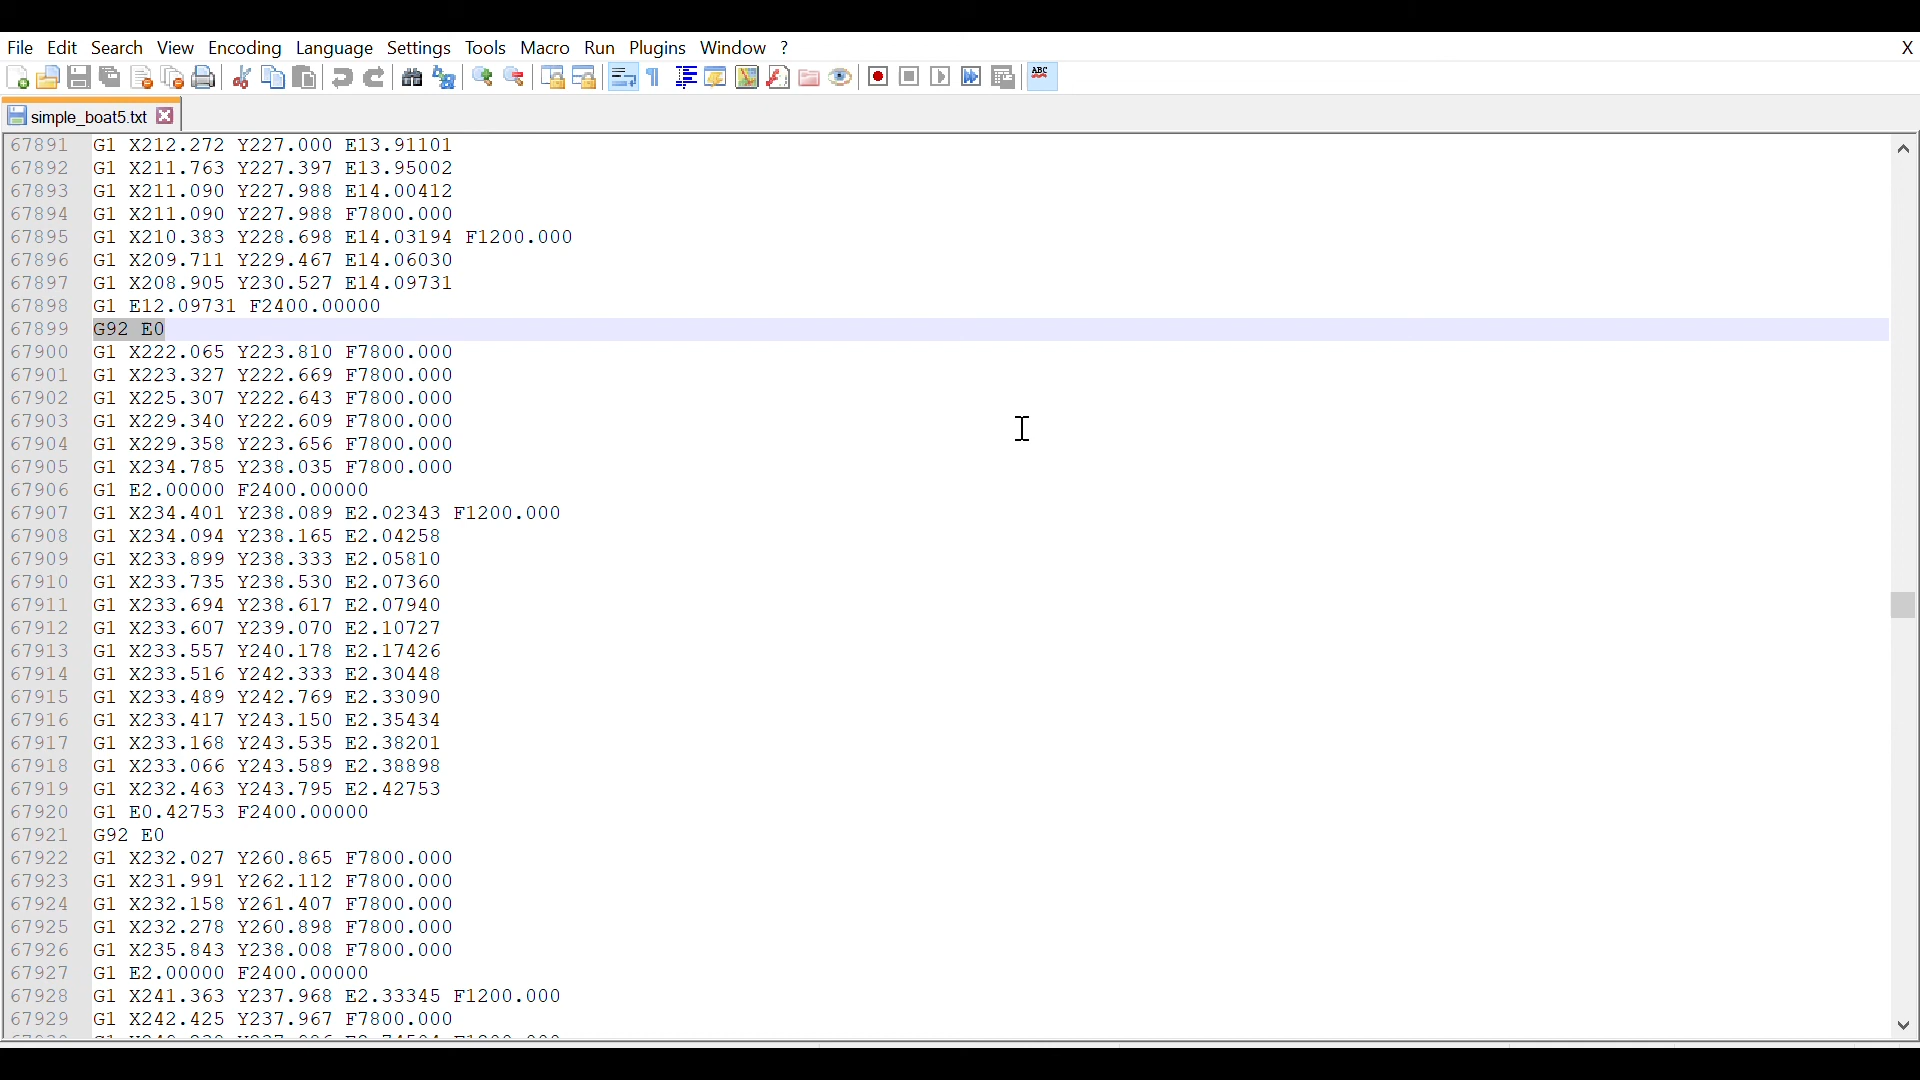 File Edit Search View Encoding Language Settings Tools Macro Run Plugins Window ? X
ABC
simple_boat5.txt
67891 G1 X212.272 Y227.000 E13.91101
67892 G1 X211.763 Y227.397 E13.95002
67893 G1 X211.090 Y227.988 E14.00412
67894 G1 X211.090 Y227.988 F7800.000
67895 G1 X210.383 Y228.698 E14.03194 F1200.000
67896 G1 X209.711 Y229.467 E14.06030
67897 G1 X208.905 Y230.527 E14.09731
67898 G1 E12.09731 F2400.00000
67899 G92 E0
67900 G1 X222.065 Y223.810 F7800.000
67901 G1 X223.327 Y222.669 F7800.000
67902 G1 X225.307 Y222.643 F7800.000
67903 G1 X229.340 Y222.609 F7800.000
67904 G1 X229.358 Y223.656 F7800.000
67905 G1 X234.785 Y238.035 F7800.000
67906 G1 E2.00000 F2400.00000
67907 G1 X234.401 Y238.089 E2.02343 F1200.000
67908 G1 X234.094 Y238.165 E2.04258
67909 G1 X233.899 Y238.333 E2.05810
67910 G1 X233.735 Y238.530 E2.07360
67911 G1 X233.694 Y238.617 E2.07940
67912 G1 X233.607 Y239.070 E2.10727
67913 G1 X233.557 Y240.178 E2.17426
67914 G1 X233.516 Y242.333 E2.30448
67915 G1 X233.489 Y242.769 E2.33090
67916 G1 X233.417 Y243.150 E2.35434
67917 G1 X233.168 Y243.535 E2.38201
67918 G1 X233.066 Y243.589 E2.38898
67919 G1 X232.463 Y243.795 E2.42753
67920 G1 E0.42753 F2400.00000
67921 G92 E0
67922 G1 X232.027 Y260.865 F7800.000
67923 G1 X231.991 Y262.112 F7800.000
67924 G1 X232.158 Y261.407 F7800.000
67925 G1 X232.278 Y260.898 F7800.000
67926 G1 X235.843 Y238.008 F7800.000
67927 G1 E2.00000 F2400.00000
67928 G1 X241.363 Y237.968 E2.33345 F1200.000
67929 G1 X242.425 Y237.967 F7800.000